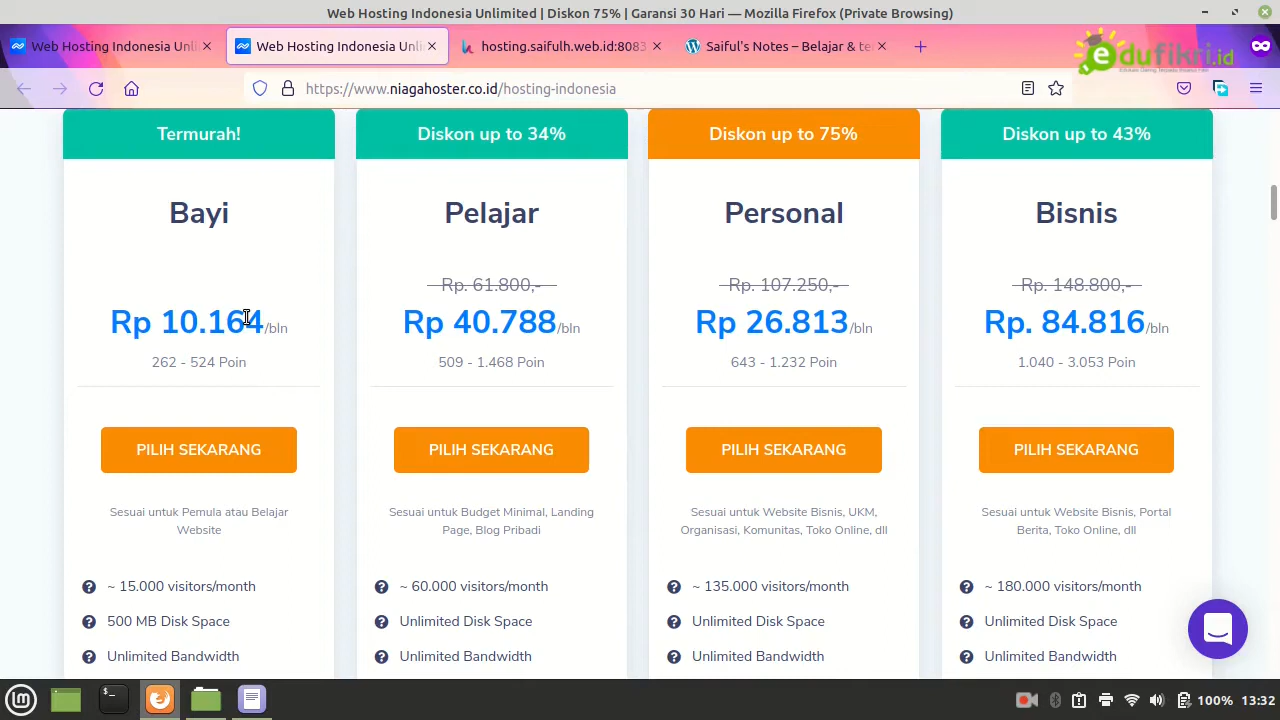 Web Hosting Indonesia Unlimited | Diskon 75% | Garansi 30 Hari — Mozilla Firefox (Private Browsing)
Web Hosting Indonesia Unli
Web Hosting Indonesia Unli
hosting.saifulh.web.id:8083
Saiful's Notes – Belajar & te
edufikri.id
https://www.niagahoster.co.id/hosting-indonesia
Termurah!
Bayi
Rp 10.164/bln
262 - 524 Poin
PILIH SEKARANG
Sesuai untuk Pemula atau Belajar
Website
~ 15.000 visitors/month
500 MB Disk Space
Unlimited Bandwidth
Diskon up to 34%
Pelajar
Rp. 61.800,-
Rp 40.788/bln
509 - 1.468 Poin
PILIH SEKARANG
Sesuai untuk Budget Minimal, Landing
Page, Blog Pribadi
~ 60.000 visitors/month
Unlimited Disk Space
Unlimited Bandwidth
Diskon up to 75%
Personal
Rp. 107.250,-
Rp 26.813/bln
643 - 1.232 Poin
PILIH SEKARANG
Sesuai untuk Website Bisnis, UKM,
Organisasi, Komunitas, Toko Online, dll
~ 135.000 visitors/month
Unlimited Disk Space
Unlimited Bandwidth
Diskon up to 43%
Bisnis
Rp. 148.800,-
Rp. 84.816/bln
1.040 - 3.053 Poin
PILIH SEKARANG
Sesuai untuk Website Bisnis, Portal
Berita, Toko Online, dll
~ 180.000 visitors/month
Unlimited Disk Space
Unlimited Bandwidth
100%
13:32